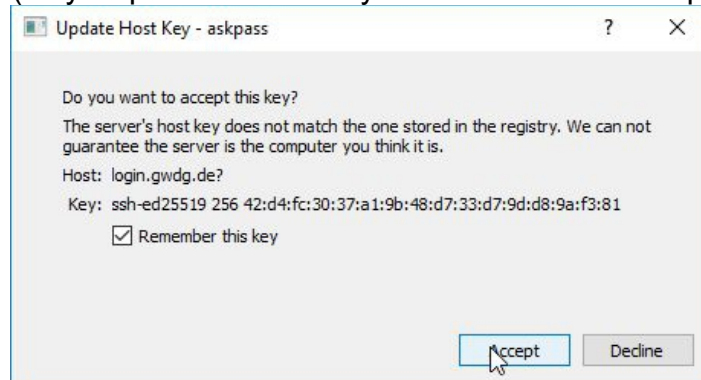 Update Host Key - askpass ?
Do you want to accept this key?
The server's host key does not match the one stored in the registry. We can not
guarantee the server is the computer you think it is.
Host: login.gwdg.de?
Key: ssh-ed25519 256 42:d4:fc:30:37:a1:9b:48:d7:33:d7:9d:d8:9a:f3:81
Remember this key
Accept Decline